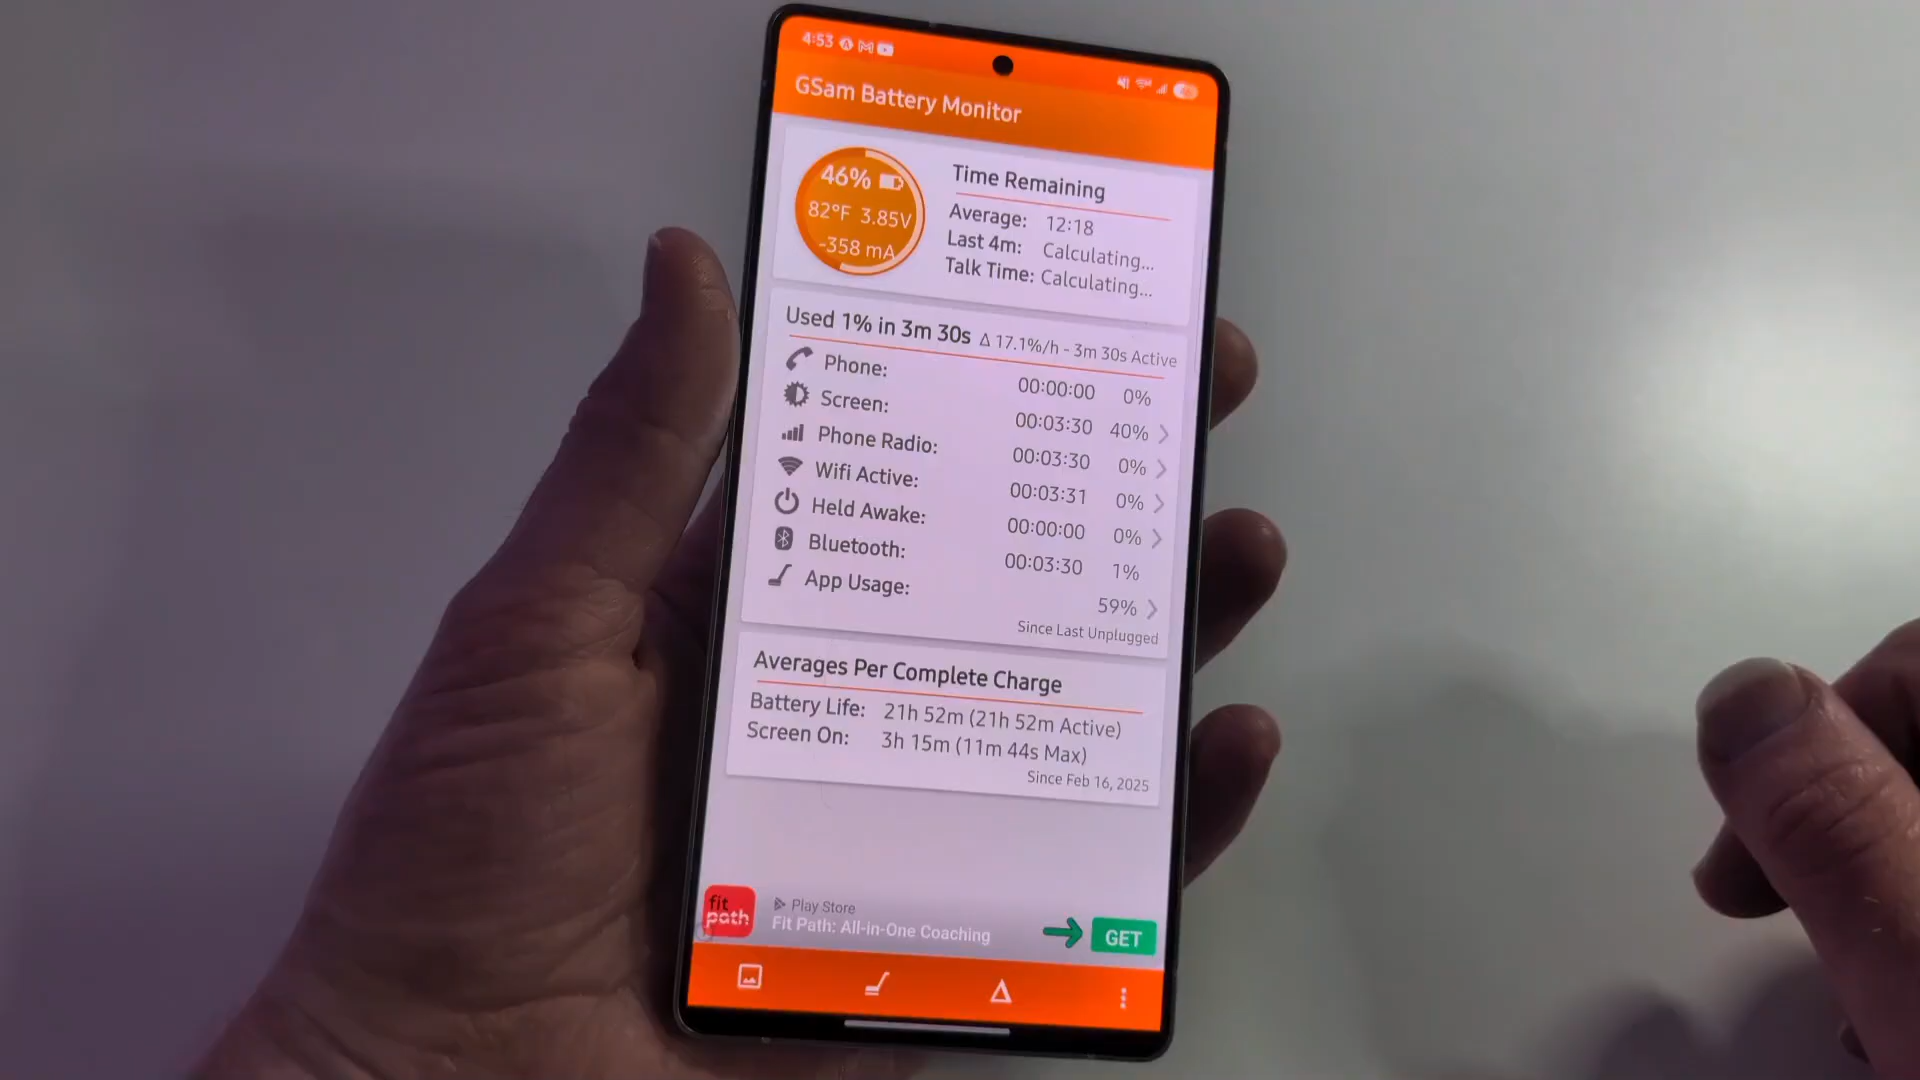 4:53
GSam Battery Monitor
46%
82°F 3.85V
-358 mA
Time Remaining
Average: 12:18
Last 4m: Calculating...
Talk Time: Calculating...
Used 1% in 3m 30s Δ 17.1%/h - 3m 30s Active
Phone: 00:00:00 0%
Screen: 00:03:30 40%
Phone Radio: 00:03:30 0%
Wifi Active: 00:03:31 0%
Held Awake: 00:00:00 0%
Bluetooth: 00:03:30 1%
App Usage: 59%
Since Last Unplugged
Averages Per Complete Charge
Battery Life: 21h 52m (21h 52m Active)
Screen On: 3h 15m (11m 44s Max)
Since Feb 16, 2025
fit
path
Play Store
Fit Path: All-in-One Coaching
GET